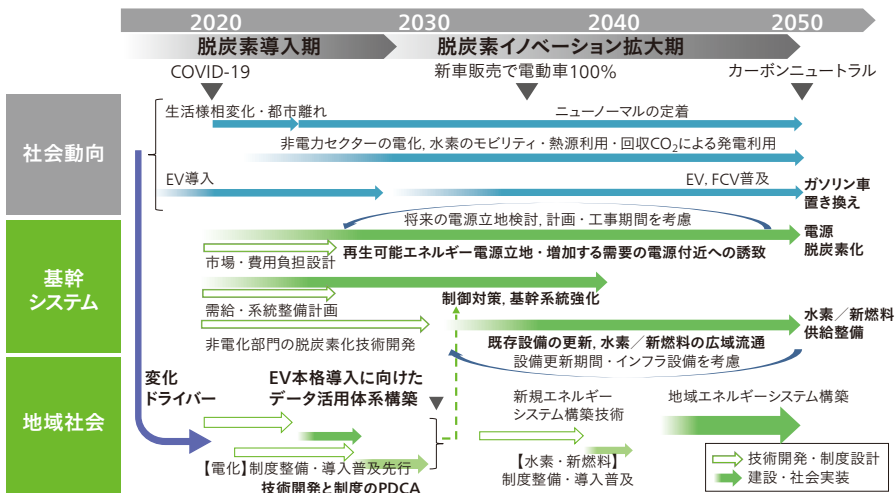 2020 2030 2040 2050
脱炭素導入期 脱炭素イノベーション拡大期
COVID-19 新車販売で電動車100% カーボンニュートラル
社会動向
生活様相変化・都市離れ ニューノーマルの定着
非電力セクターの電化, 水素のモビリティ・熱源利用・回収CO₂による発電利用
EV導入 EV, FCV普及 ガソリン車
置き換え
基幹
システム
将来の電源立地検討, 計画・工事期間を考慮 電源
脱炭素化
市場・費用負担設計 再生可能エネルギー電源立地・増加する需要の電源付近への誘致
需給・系統整備計画 制御対策, 基幹系統強化
水素／新燃料
供給整備
非電化部門の脱炭素化技術開発 既存設備の更新, 水素／新燃料の広域流通
設備更新期間・インフラ設備を考慮
地域社会
変化
ドライバー
EV本格導入に向けた
データ活用体系構築
新規エネルギー
システム構築技術
地域エネルギーシステム構築
【電化】制度整備・導入普及先行
技術開発と制度のPDCA
【水素・新燃料】
制度整備・導入普及
技術開発・制度設計
建設・社会実装